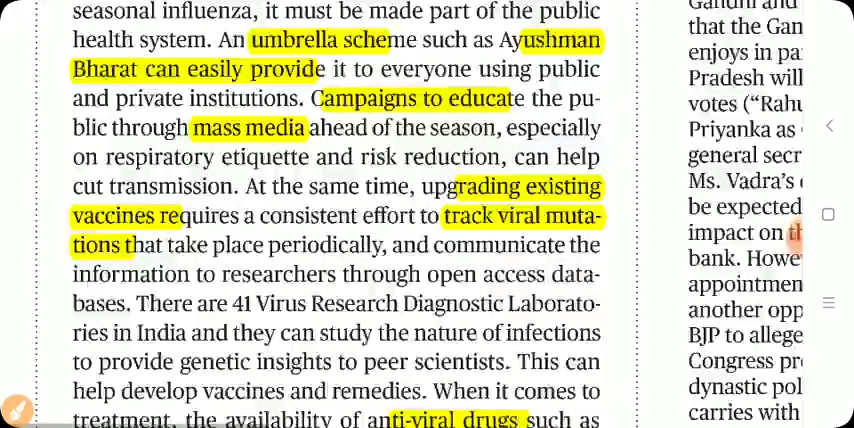 seasonal influenza, it must be made part of the public
health system. An umbrella scheme such as Ayushman
Bharat can easily provide it to everyone using public
and private institutions. Campaigns to educate the pu-
blic through mass media ahead of the season, especially
on respiratory etiquette and risk reduction, can help
cut transmission. At the same time, upgrading existing
vaccines requires a consistent effort to track viral muta-
tions that take place periodically, and communicate the
information to researchers through open access data-
bases. There are 41 Virus Research Diagnostic Laborato-
ries in India and they can study the nature of infections
to provide genetic insights to peer scientists. This can
help develop vaccines and remedies. When it comes to
treatment, the availability of anti-viral drugs such as
that the Gan
enjoys in pa
Pradesh will
votes (“Rahu
Priyanka as
general secr
Ms. Vadra’s
be expected
impact on th
bank. Howe
appointmen
another opp
BJP to allege
Congress pr
dynastic pol
carries with